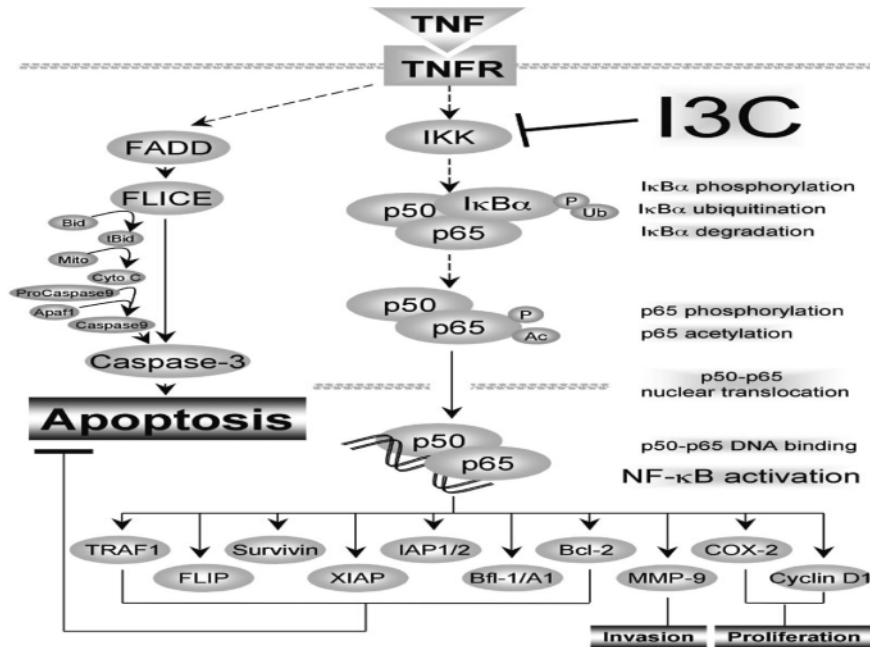 TNF
TNFR
I3C
FADD
IKK
FLICE
IκBα phosphorylation
p50
IκBα
P
Ub
IκBα ubiquitination
p65
IκBα degradation
Bid
tBid
Mito
Cyto C
ProCaspase9
Apaf1
Caspase9
p50
P
p65
Ac
p65 phosphorylation
p65 acetylation
Caspase-3
p50-p65
nuclear translocation
Apoptosis
p50
p65
p50-p65 DNA binding
NF-κB activation
TRAF1
Survivin
IAP1/2
Bcl-2
COX-2
FLIP
XIAP
Bfl-1/A1
MMP-9
Cyclin D1
Invasion
Proliferation